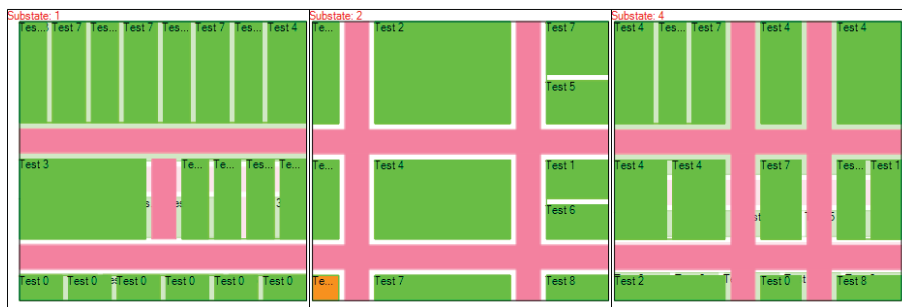 Substate: 1
Tes... Test 7 Tes... Test 7 Tes... Test 7 Tes... Test 4
Test 3 Te... Te... Tes... Te...
Test 0 Test 0 Test 0 Test 0 Test 0 Test 0
Substate: 2
Te... Test 2 Test 7
Test 5
Te... Test 4 Test 1
Test 6
Te... Test 7 Test 8
Substate: 4
Test 4 Tes... Test 7 Test 4 Test 4
Test 4 Test 4 Test 7 Tes... Test 1
Test 2 Test 0 Test 8